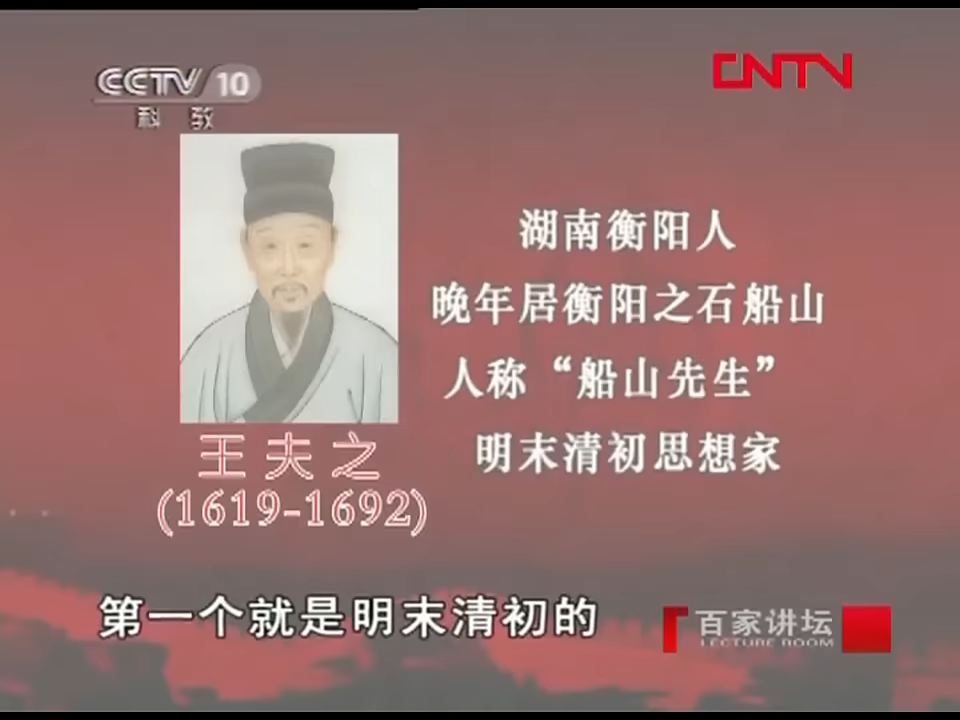 CCTV 10
科教
CNTV
湖南衡阳人
晚年居衡阳之石船山
人称“船山先生”
明末清初思想家
王夫之
(1619-1692)
第一个就是明末清初的
百家讲坛
LECTURE ROOM